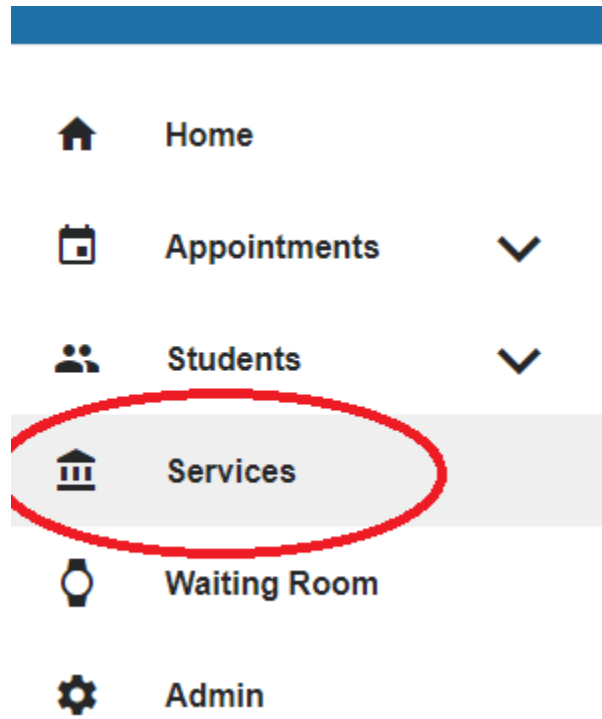 Home
Appointments
Students
Services
Waiting Room
Admin